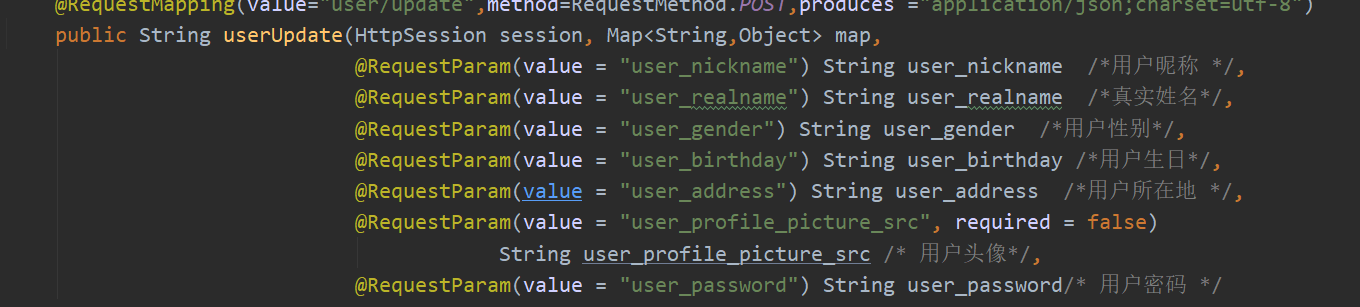 @RequestMapping(value="user/update",method=RequestMethod.POST,produces ="application/json;charset=utf-8")
public String userUpdate(HttpSession session, Map<String,Object> map,
@RequestParam(value = "user_nickname") String user_nickname  /*用户昵称 */,
@RequestParam(value = "user_realname") String user_realname  /*真实姓名*/,
@RequestParam(value = "user_gender") String user_gender  /*用户性别*/,
@RequestParam(value = "user_birthday") String user_birthday /*用户生日*/,
@RequestParam(value = "user_address") String user_address  /*用户所在地 */,
@RequestParam(value = "user_profile_picture_src", required = false)
String user_profile_picture_src /* 用户头像*/,
@RequestParam(value = "user_password") String user_password/* 用户密码 */